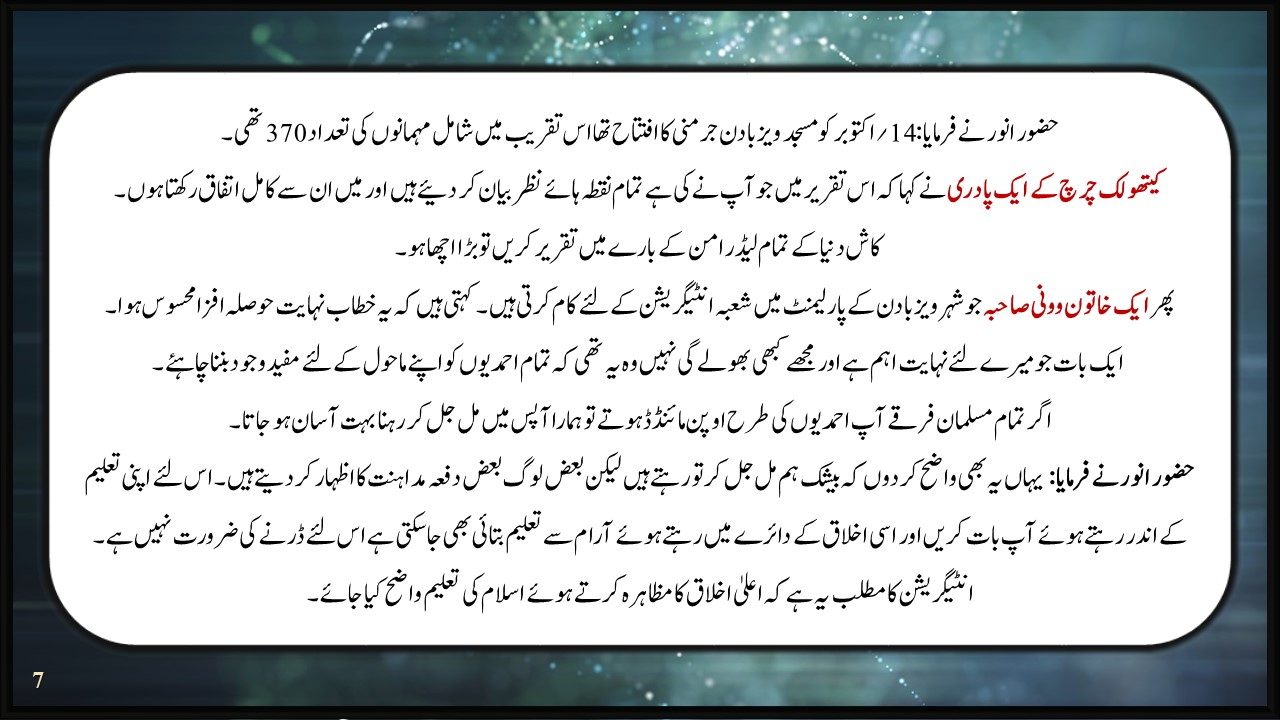 حضور انور نے فرمایا:14؍اکتوبر کو مسجد ویزبادن جرمنی کا افتتاح تھا اس تقریب میں شامل مہمانوں کی تعداد 370 تھی۔
کیتھولک چرچ کے ایک پادری نے کہا کہ اس تقریر میں جو آپ نے کی ہے تمام نقطہ ہائے نظر بیان کر دیئے ہیں اور میں ان سے کامل اتفاق رکھتا ہوں۔
کاش دنیا کے تمام لیڈر امن کے بارے میں تقریر کریں تو بڑا اچھا ہو۔
پھر ایک خاتون وونی صاحبہ جو شہر ویزبادن کے پارلیمنٹ میں شعبہ انٹیگریشن کے لئے کام کرتی ہیں۔ کہتی ہیں کہ یہ خطاب نہایت حوصلہ افزا محسوس ہوا۔
ایک بات جو میرے لئے نہایت اہم ہے اور مجھے کبھی بھولے گی نہیں وہ یہ تھی کہ تمام احمدیوں کو اپنے ماحول کے لئے مفید وجود بننا چاہئے۔
اگر تمام مسلمان فرقے آپ احمدیوں کی طرح اوپن مائنڈڈ ہوتے تو ہمارا آپس میں مل جل کر رہنا بہت آسان ہو جاتا۔
حضور انور نے فرمایا: یہاں یہ بھی واضح کر دوں کہ بیشک ہم مل جل کر تو رہتے ہیں لیکن بعض لوگ بعض دفعہ مداہنت کا اظہار کر دیتے ہیں۔ اس لئے اپنی تعلیم
کے اندر رہتے ہوئے آپ بات کریں اور اسی اخلاق کے دائرے میں رہتے ہوئے آرام سے تعلیم بتائی بھی جاسکتی ہے اس لئے ڈرنے کی ضرورت نہیں ہے۔
انٹیگریشن کا مطلب یہ ہے کہ اعلیٰ اخلاق کا مظاہرہ کرتے ہوئے اسلام کی تعلیم واضح کیا جائے۔
7